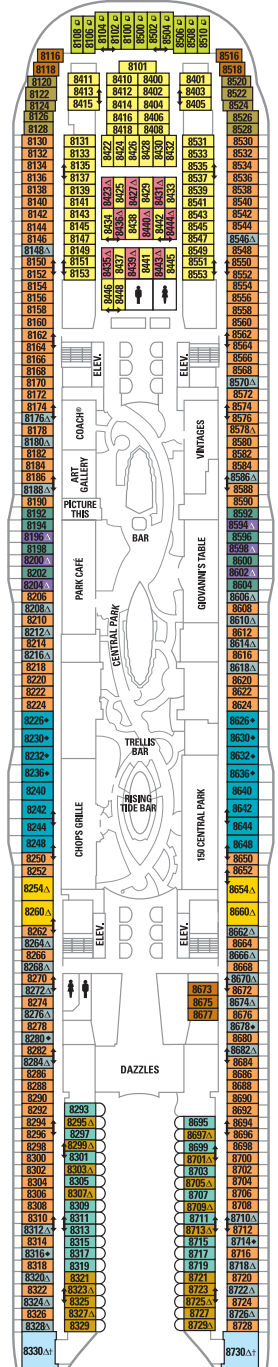 8108 8106 8104 8102 8100 8500 8502 8504 8506 8508 8510
8116 8516
8118 8101 8518
8120 8411 8410 8400 8401 8520
8122 8413 8412 8402 8403 8522
8124 8415 8414 8404 8405 8524
8126 8416 8406 8526
8128 8418 8408 8528
8130 8131 8422 8424 8426 8428 8430 8432 8531 8530
8132 8133 8533 8532
8134 8135 8535 8534
8136 8137 8537 8536
8138 8139 8423△ 8425 8427△ 8429 8431△ 8433 8539 8538
8140 8141 8541 8540
8142 8143 8434 8436△ 8438 8440△ 8442 8444△ 8543 8542
8144 8145 8545 8544
8146 8147 8547 8546△
8148△ 8149 8435△ 8437 8439△ 8441 8443△ 8445 8549 8548
8150 8151 8551 8550
8152 8153 8553 8552
8154 8446 8448 8554
8156 8556
8158 8558
8160 8560
8162 8562
8164 ELEV. ELEV. 8564
8166 8566
8168 8568
8170 8570△
8172 8572
8174 8574
8176△ COACH® VINTAGES 8576
8178 8578△
8180△ 8580
8182 8582
8184 ART GALLERY 8584
8186 8586△
8188△ 8588
8190 PICTURE THIS 8590
8192 8592
8194 8594△
8196△ BAR 8596
8198 8598△
8200△ PARK CAFÉ GIOVANNI'S TABLE 8600
8202 8602△
8204△ 8604
8206 8606△
8208△ 8608
8210 CENTRAL PARK 8610△
8212△ 8612
8214 8614
8216△ 8616
8218 8618△
8220 8620
8222 8622
8224 8624
8226◆ 8626◆
8230◆ TRELLIS BAR 8630◆
8232◆ 8632◆
8236◆ 8636◆
8240 RISING TIDE BAR 8640
8242 8642
8244 CHOPS GRILLE 150 CENTRAL PARK 8644
8248 8648
8250 8650
8252 8652
8254△ 8654△
8260△ 8660△
8262 ELEV. ELEV. 8662△
8264△ 8664
8266 8666
8268△ 8668
8270 8670△
8272△ 8673 8672
8274 8675 8674△
8276△ 8677 8676
8278 8678◆
8280◆ 8680
8282 8682△
8284△ DAZZLES 8684
8286 8686
8288 8688
8290 8690
8292 8293 8692
8294 8295△ 8695 8694
8296 8297 8697△ 8696
8298 8299△ 8699 8698
8300 8301 8701△ 8700
8302 8303△ 8703 8702
8304 8305 8705△ 8704
8306 8307△ 8707 8706
8308 8309 8709△ 8708
8310 8311 8711 8710△
8312△ 8313 8713△ 8712
8314 8315 8715 8714◆
8316◆ 8317 8717 8716
8318 8319 8719 8718△
8320△ 8321 8721 8720
8322 8323△ 8723 8722△
8324△ 8325 8725△ 8724
8326 8327△ 8727 8726△
8328△ 8329 8729△ 8728
8330△† 8730△†